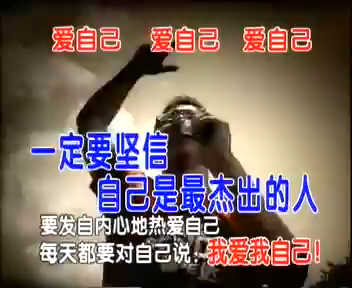 爱自己 爱自己 爱自己
一定要坚信
自己是最杰出的人
要发自内心地热爱自己
每天都要对自己说:我爱我自己!